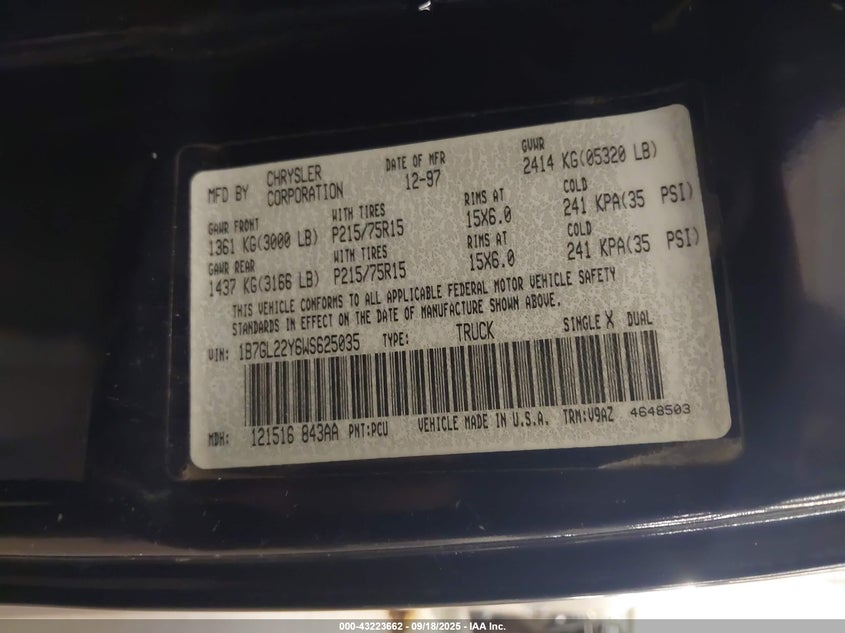 MFD BY CHRYSLER CORPORATION DATE OF MFR 12-97 GVWR 2414 KG(05320 LB)
GAWR FRONT WITH TIRES RIMS AT COLD
1361 KG(3000 LB) P215/75R15 15X6.0 241 KPA(35 PSI)
GAWR REAR WITH TIRES RIMS AT COLD
1437 KG(3166 LB) P215/75R15 15X6.0 241 KPA(35 PSI)
THIS VEHICLE CONFORMS TO ALL APPLICABLE FEDERAL MOTOR VEHICLE SAFETY
STANDARDS IN EFFECT ON THE DATE OF MANUFACTURE SHOWN ABOVE.
VIN: 1B7GL22Y6WS625035 TYPE: TRUCK SINGLE X DUAL
MDH: 121516 843AA PNT:PCU VEHICLE MADE IN U.S.A. TRM:V9AZ 4648503
000-43223662 - 09/18/2025 - IAA Inc.